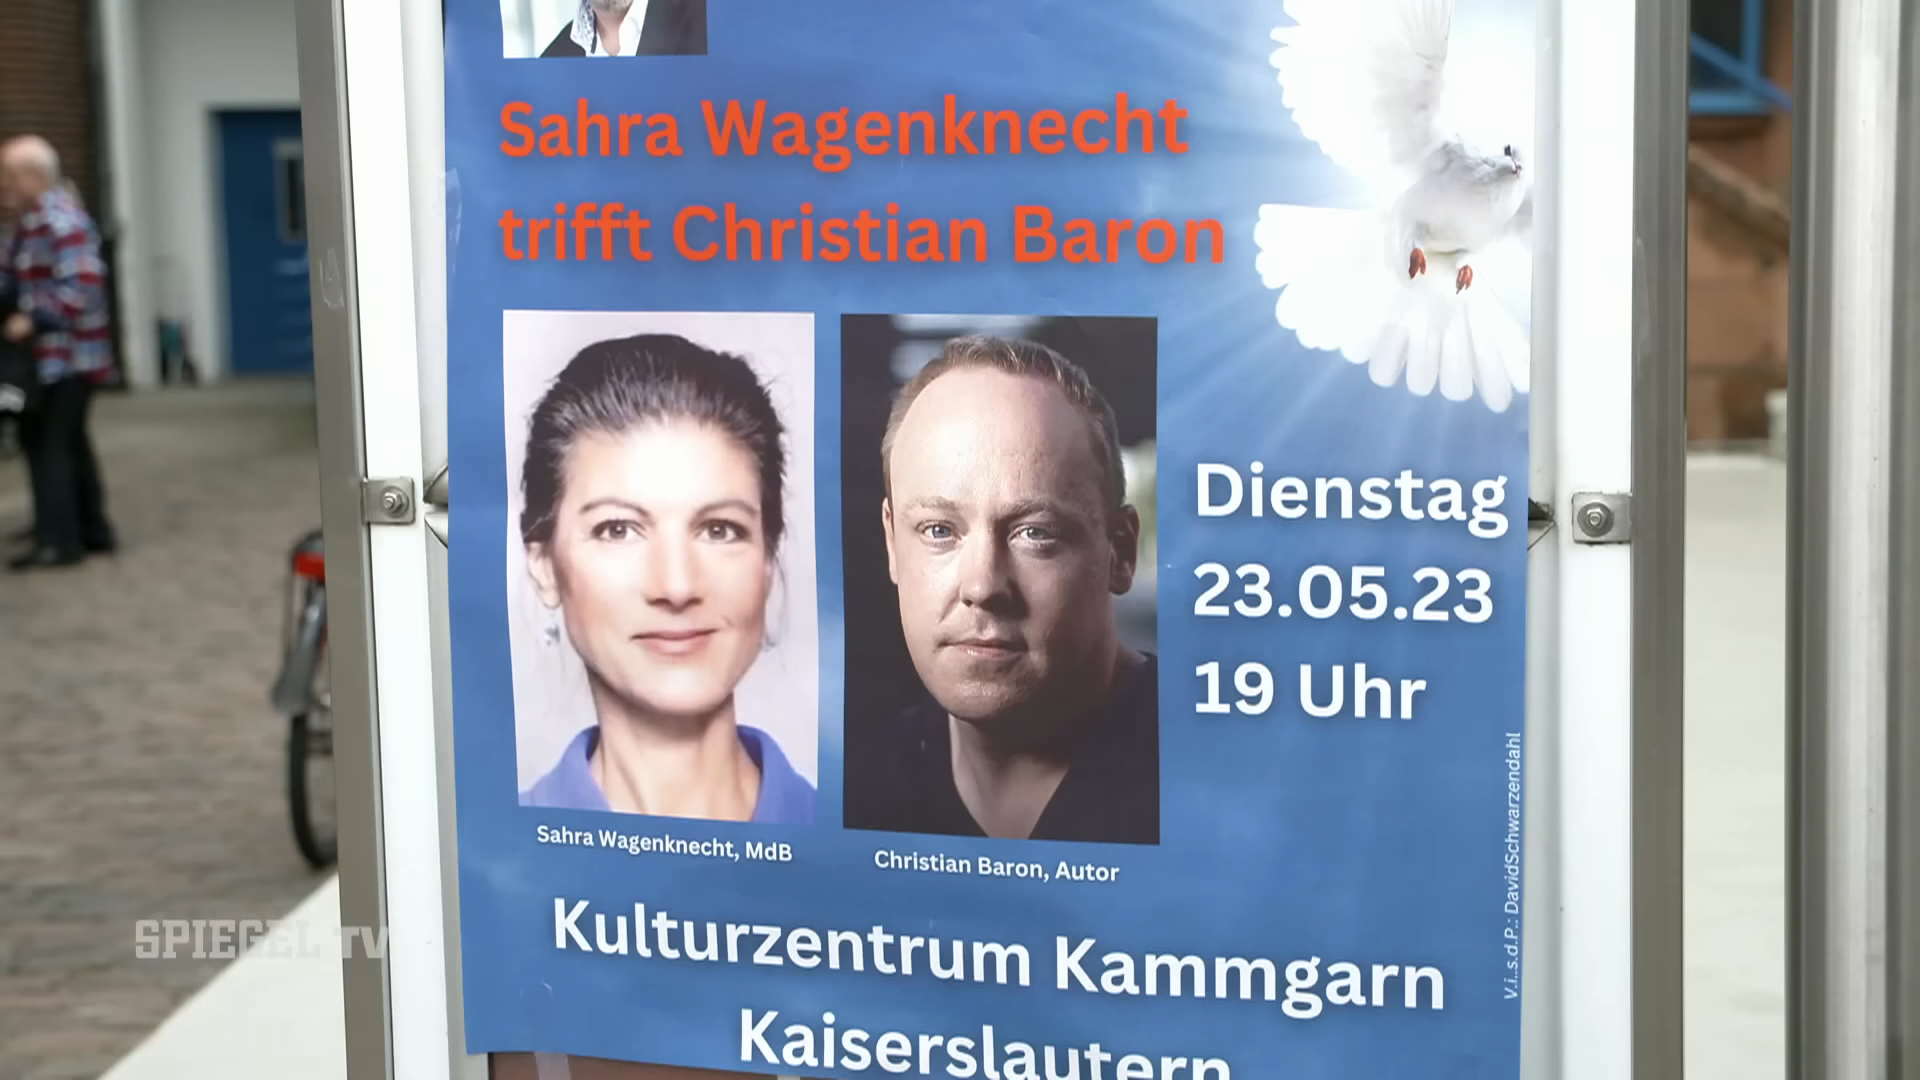 Sahra Wagenknecht
trifft Christian Baron
Dienstag
23.05.23
19 Uhr
Sahra Wagenknecht, MdB
Christian Baron, Autor
Kulturzentrum Kammgarn
Kaiserslautern
V.i..s.d.P.: DavidSchwarzendahl
SPIEGEL TV